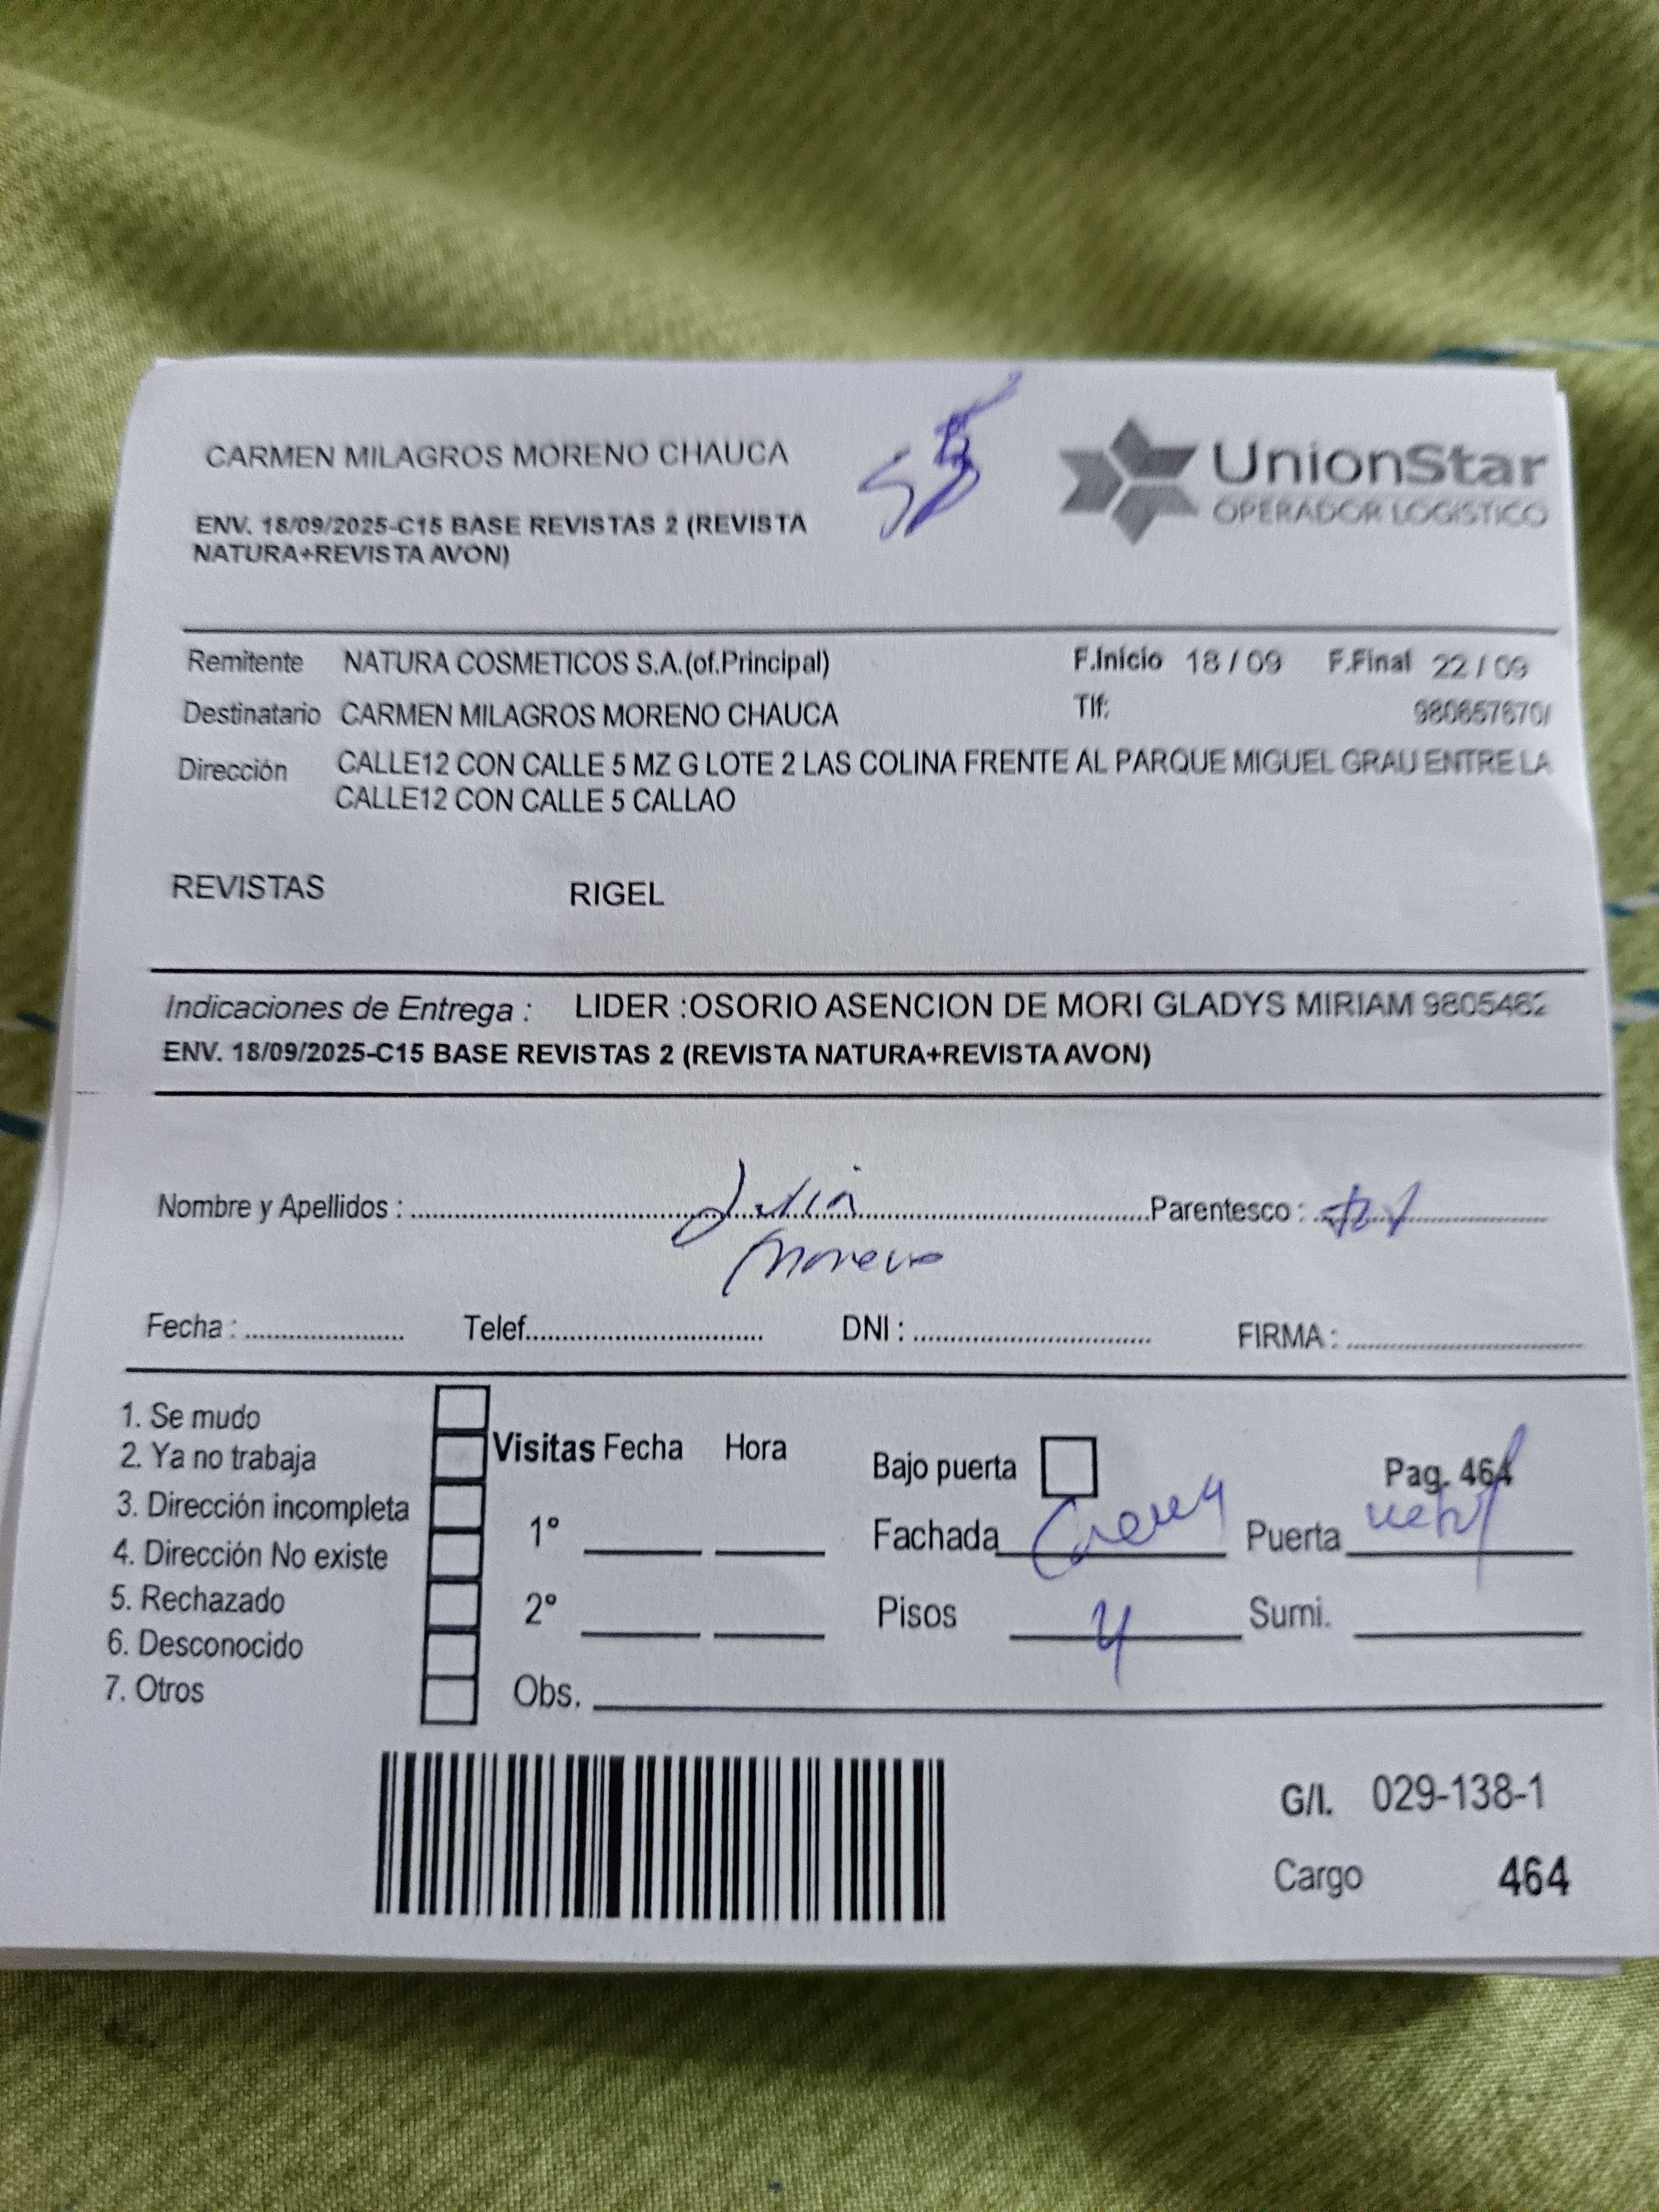 CARMEN MILAGROS MORENO CHAUCA
UnionStar
OPERADOR LOGISTICO
ENV. 18/09/2025-C15 BASE REVISTAS 2 (REVISTA
NATURA+REVISTA AVON)
Remitente NATURA COSMETICOS S.A.(of.Principal) F.Inicio 18 / 09 F.Final 22 / 09
Destinatario CARMEN MILAGROS MORENO CHAUCA Tlf: 980657670/
Dirección CALLE12 CON CALLE 5 MZ G LOTE 2 LAS COLINA FRENTE AL PARQUE MIGUEL GRAU ENTRE LA
CALLE12 CON CALLE 5 CALLAO
REVISTAS RIGEL
Indicaciones de Entrega : LIDER :OSORIO ASENCION DE MORI GLADYS MIRIAM 9805462
ENV. 18/09/2025-C15 BASE REVISTAS 2 (REVISTA NATURA+REVISTA AVON)
Nombre y Apellidos : Julia Parentesco :
Moreno
Fecha : Telef. DNI : FIRMA :
1. Se mudo
2. Ya no trabaja
3. Dirección incompleta
4. Dirección No existe
5. Rechazado
6. Desconocido
7. Otros
Visitas Fecha Hora
1°
2°
Obs.
Bajo puerta Pag. 464
Fachada Puerta
Pisos 4 Sumi.
G/I. 029-138-1
Cargo 464